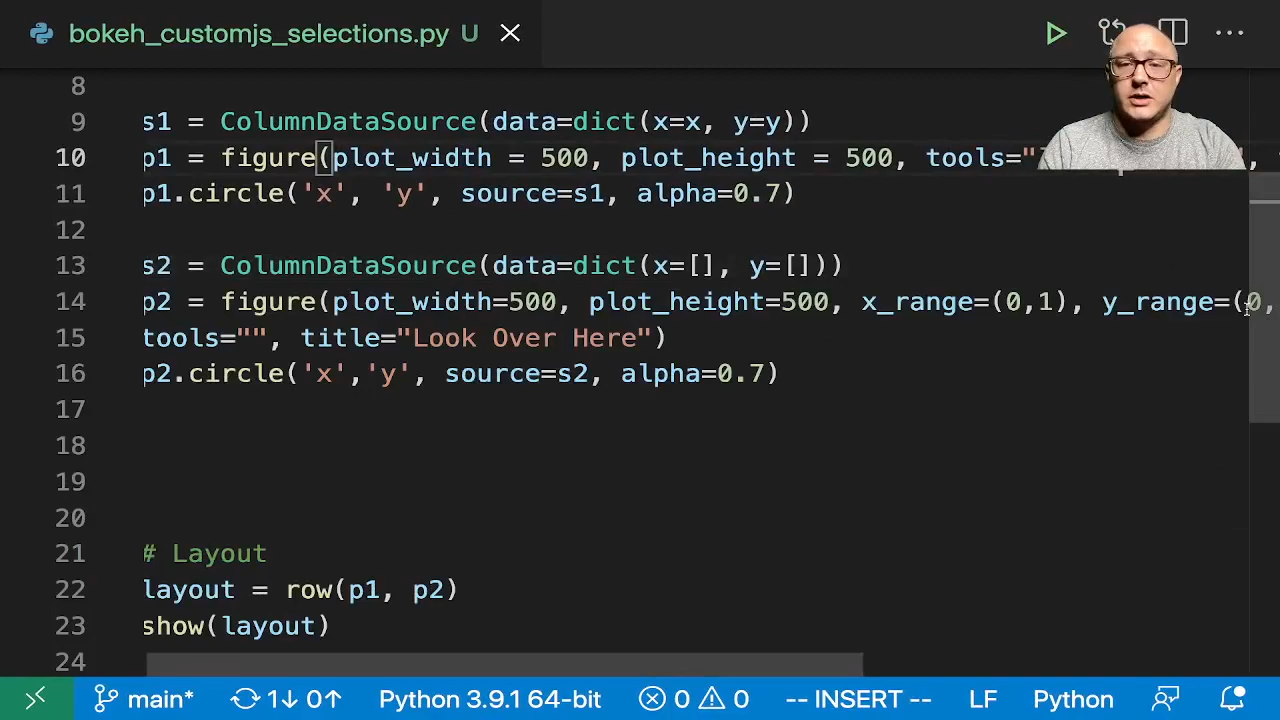 bokeh_customjs_selections.py U
8
9 s1 = ColumnDataSource(data=dict(x=x, y=y))
10 p1 = figure(plot_width = 500, plot_height = 500, tools="
11 p1.circle('x', 'y', source=s1, alpha=0.7)
12
13 s2 = ColumnDataSource(data=dict(x=[], y=[]))
14 p2 = figure(plot_width=500, plot_height=500, x_range=(0,1), y_range=(0,
15 tools="", title="Look Over Here")
16 p2.circle('x','y', source=s2, alpha=0.7)
17
18
19
20
21 # Layout
22 layout = row(p1, p2)
23 show(layout)
24
main* 1↓ 0↑ Python 3.9.1 64-bit 0 0 -- INSERT -- LF Python